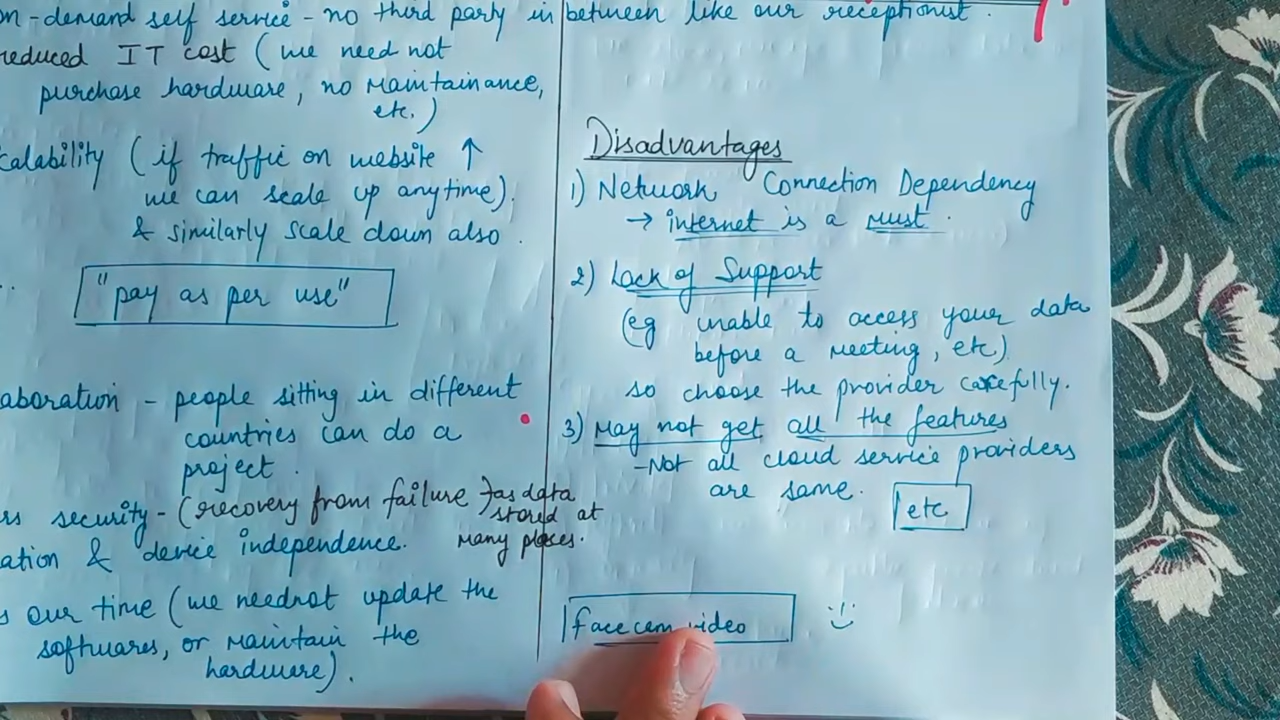 n-demand self service - no third party in between like our receptionist.
reduced IT cost (we need not
purchase hardware, no maintainance,
etc.)
calability (if traffic on website ↑
we can scale up anytime).
& similarly scale down also.
"pay as per use"
aboration - people sitting in different
countries can do a
project.
rs security - (recovery from failure) as data
stored at
many places.
ation & device independence.
s our time (we neednot update the
softwares, or maintain the
hardware).
Disadvantages
1) Network Connection Dependency
→ internet is a must.
2) Lack of Support
(eg unable to access your data
before a meeting, etc.)
so choose the provider carefully.
3) May not get all the features
- Not all cloud service providers
are same.
etc
facecam video